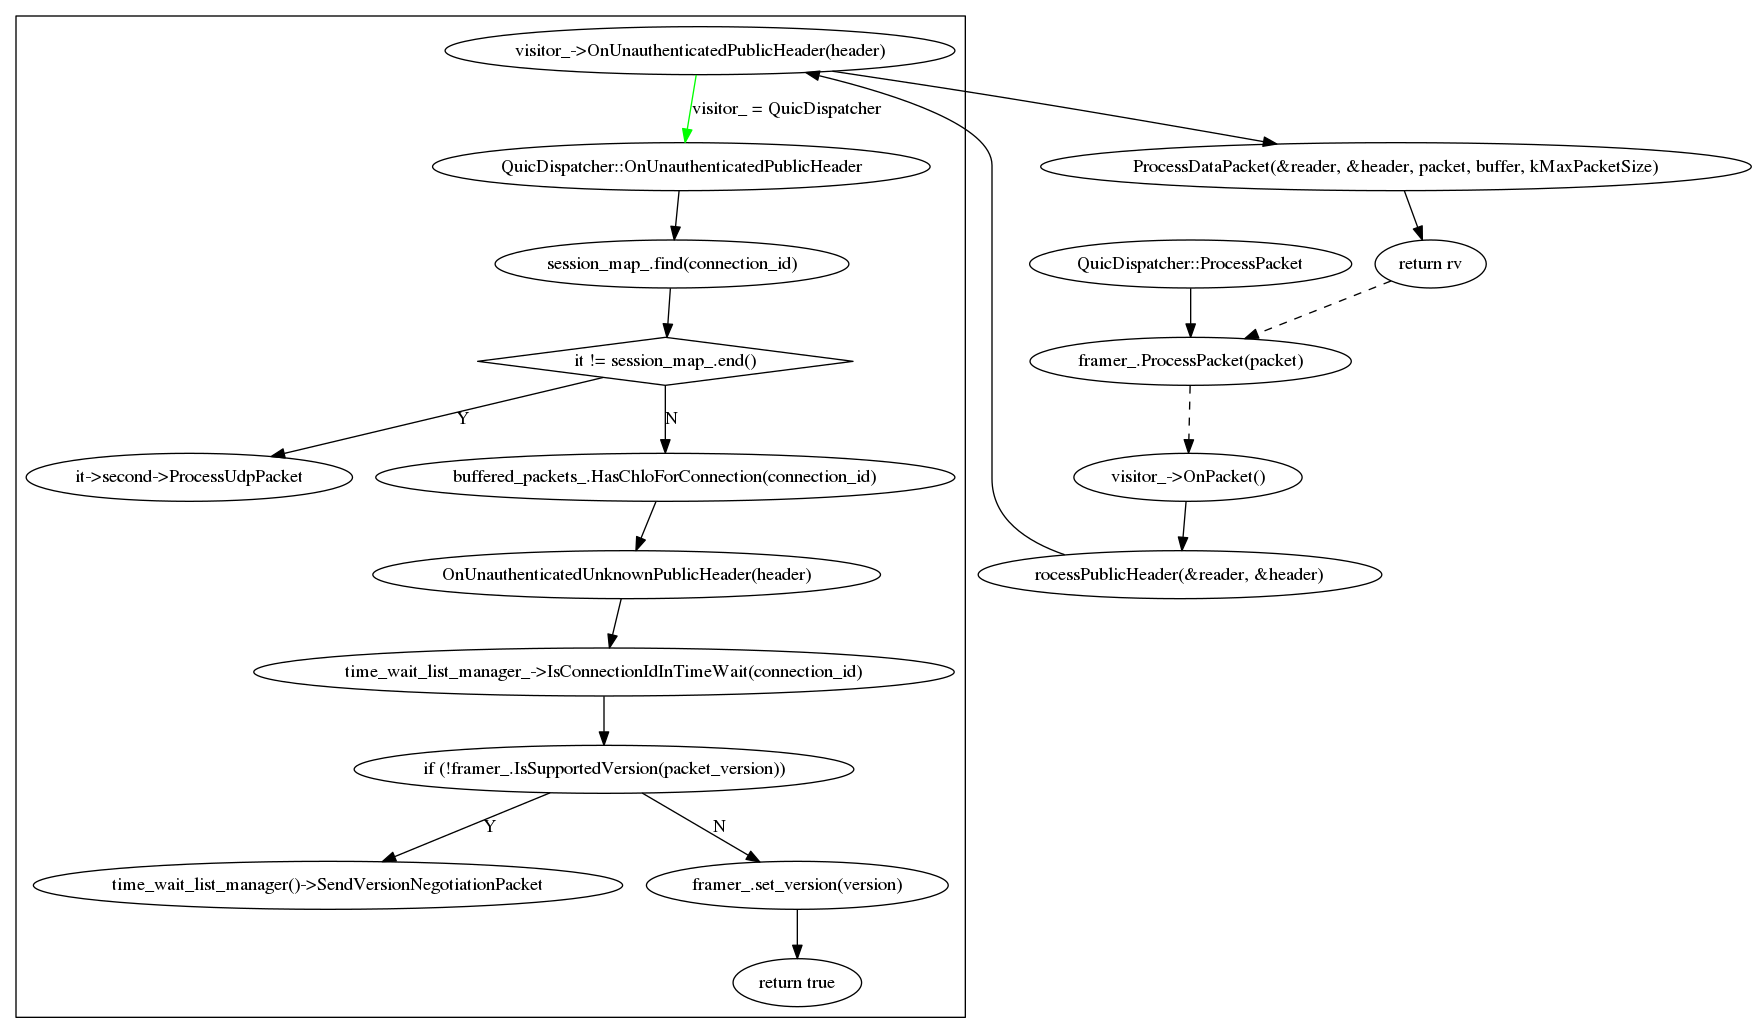 visitor_->OnUnauthenticatedPublicHeader(header)
visitor_ = QuicDispatcher
QuicDispatcher::OnUnauthenticatedPublicHeader
ProcessDataPacket(&reader, &header, packet, buffer, kMaxPacketSize)
session_map_.find(connection_id)
QuicDispatcher::ProcessPacket
return rv
it != session_map_.end()
framer_.ProcessPacket(packet)
Y
N
it->second->ProcessUdpPacket
buffered_packets_.HasChloForConnection(connection_id)
visitor_->OnPacket()
OnUnauthenticatedUnknownPublicHeader(header)
rocessPublicHeader(&reader, &header)
time_wait_list_manager_->IsConnectionIdInTimeWait(connection_id)
if (!framer_.IsSupportedVersion(packet_version))
Y
N
time_wait_list_manager()->SendVersionNegotiationPacket
framer_.set_version(version)
return true